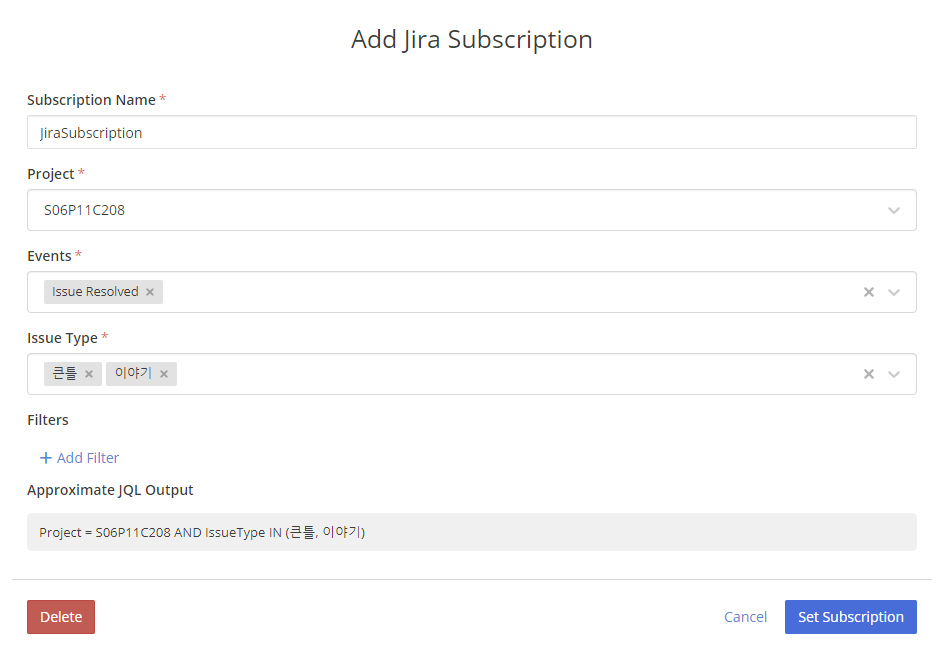 Add Jira Subscription
Subscription Name *
JiraSubscription
Project *
S06P11C208
Events *
Issue Resolved ×
Issue Type *
큰틀 × 이야기 ×
Filters
+ Add Filter
Approximate JQL Output
Project = S06P11C208 AND IssueType IN (큰틀, 이야기)
Delete Cancel Set Subscription